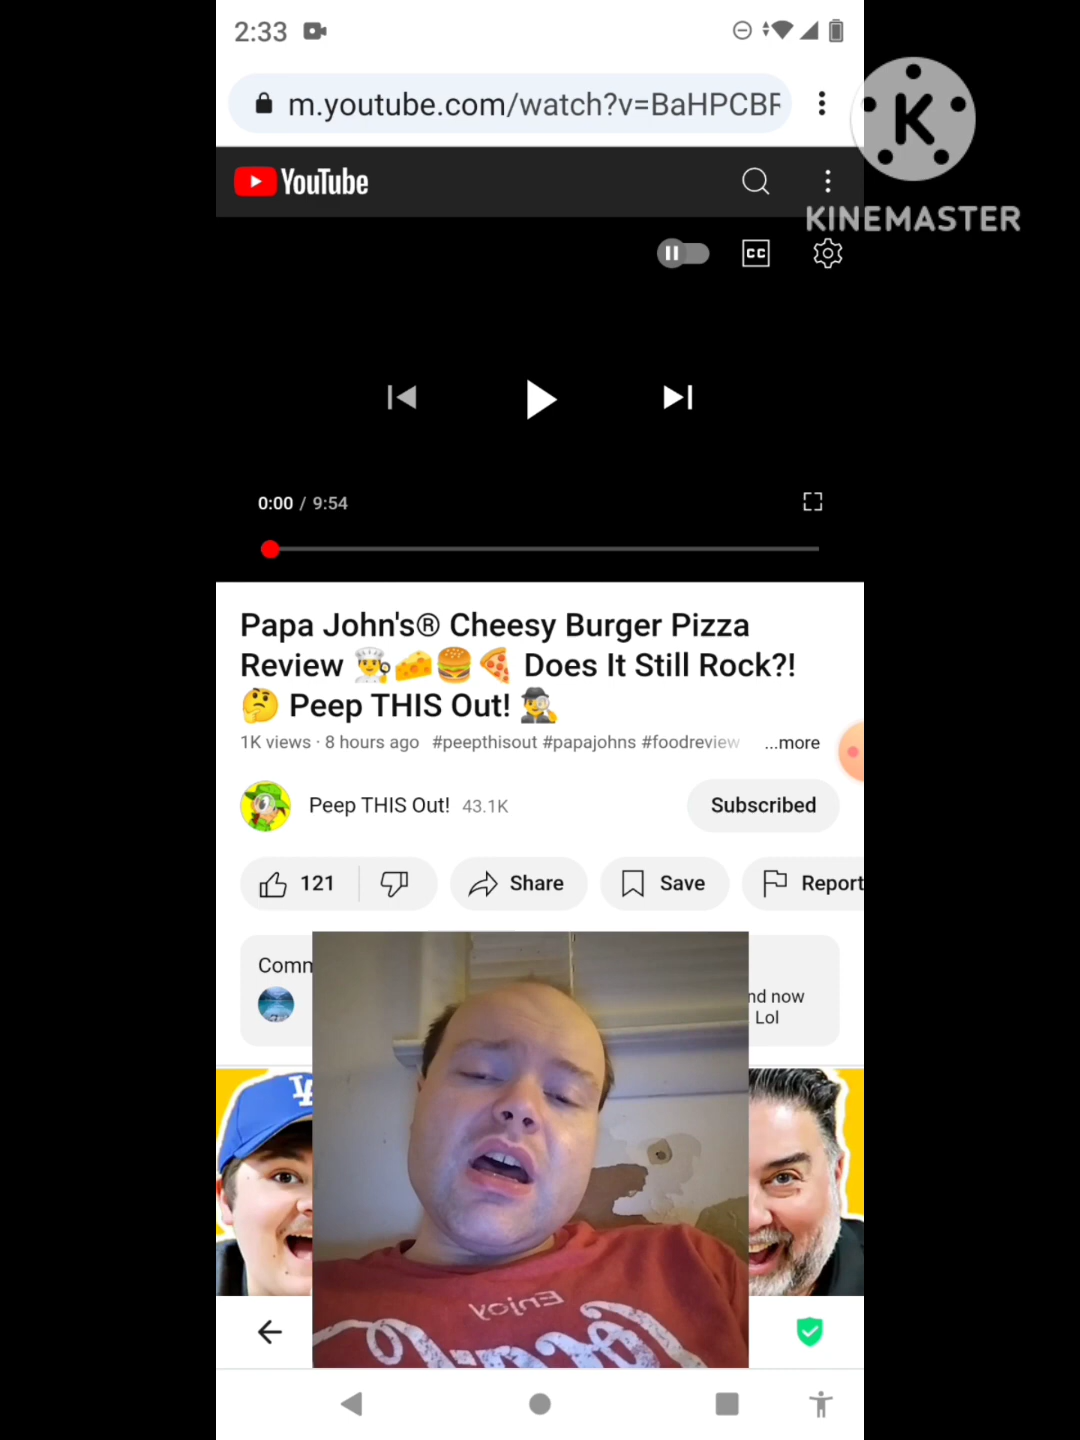 2:33
m.youtube.com/watch?v=BaHPCBF
K
KINEMASTER
YouTube
CC
0:00 / 9:54
Papa John's® Cheesy Burger Pizza
Review 👨‍🍳🧀🍔🍕 Does It Still Rock?!
🤔 Peep THIS Out! 🕵️
1K views · 8 hours ago #peepthisout #papajohns #foodreview ...more
Peep THIS Out! 43.1K
Subscribed
121
Share
Save
Report
Comm
nd now
Lol
LA
Enjoy